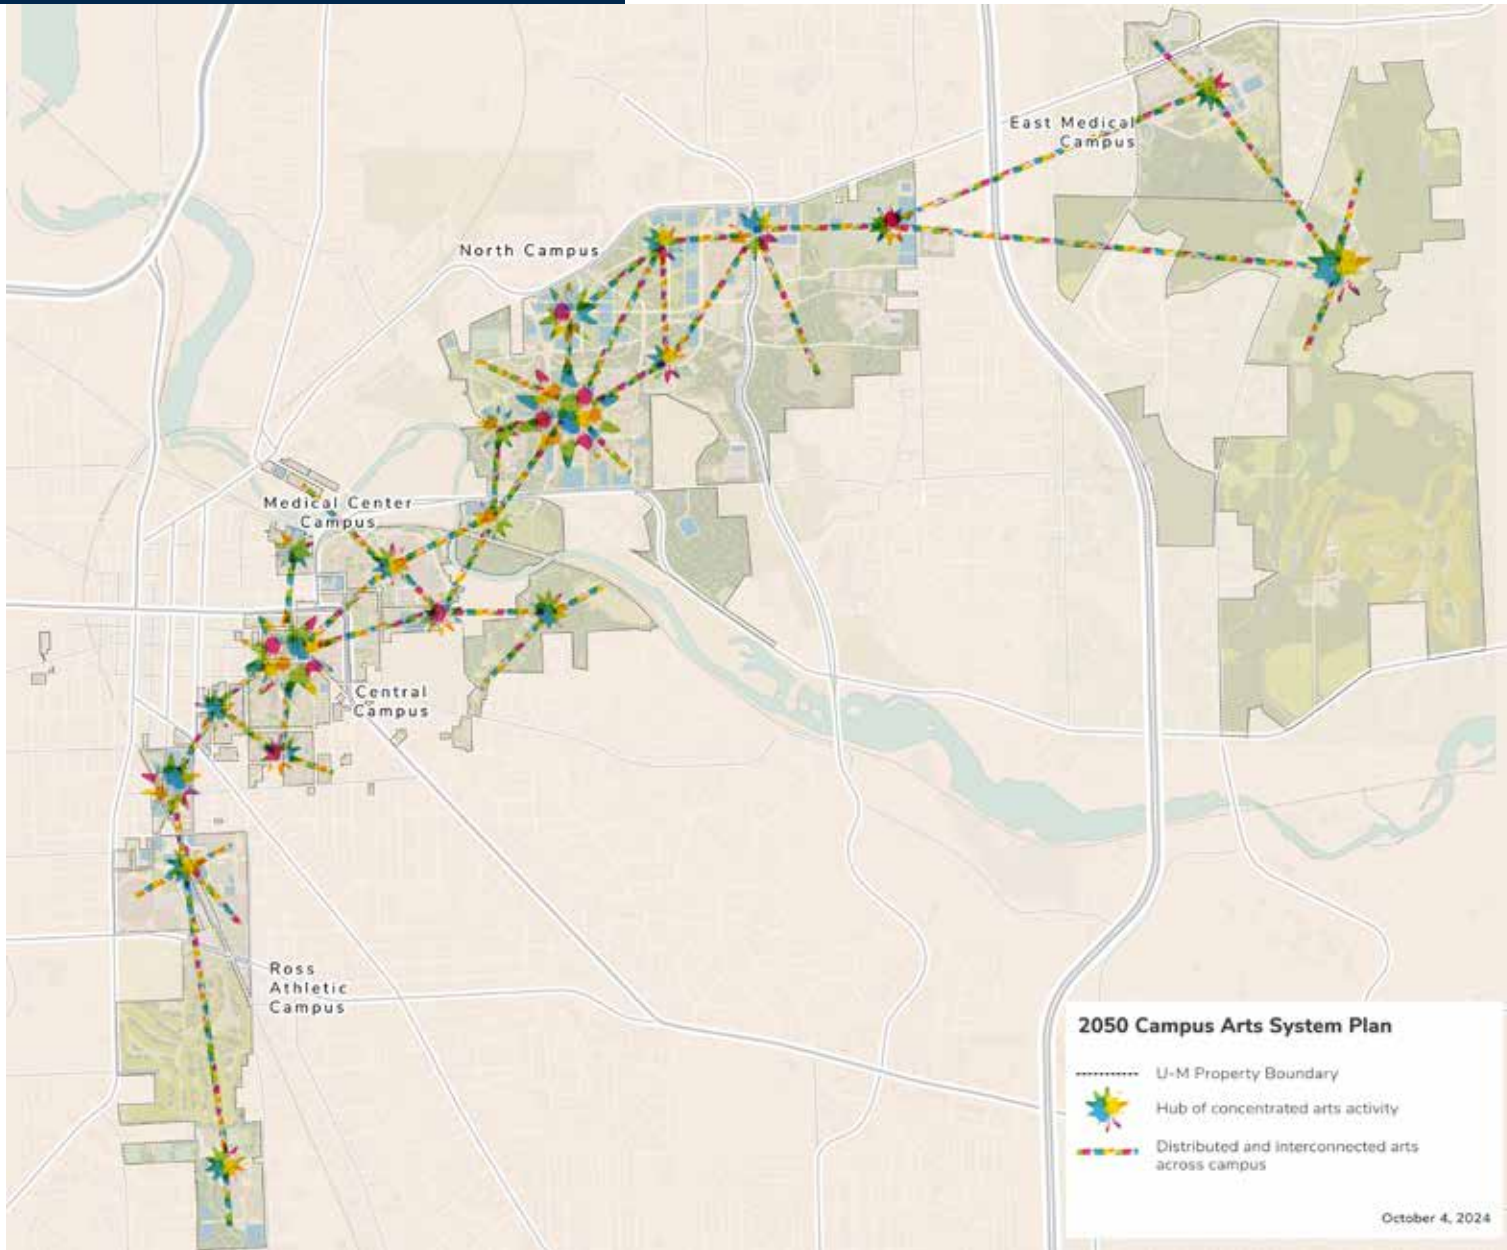 East Medical
Campus
North Campus
Medical Center
Campus
Central
Campus
Ross
Athletic
Campus
2050 Campus Arts System Plan
U-M Property Boundary
Hub of concentrated arts activity
Distributed and interconnected arts
across campus
October 4, 2024